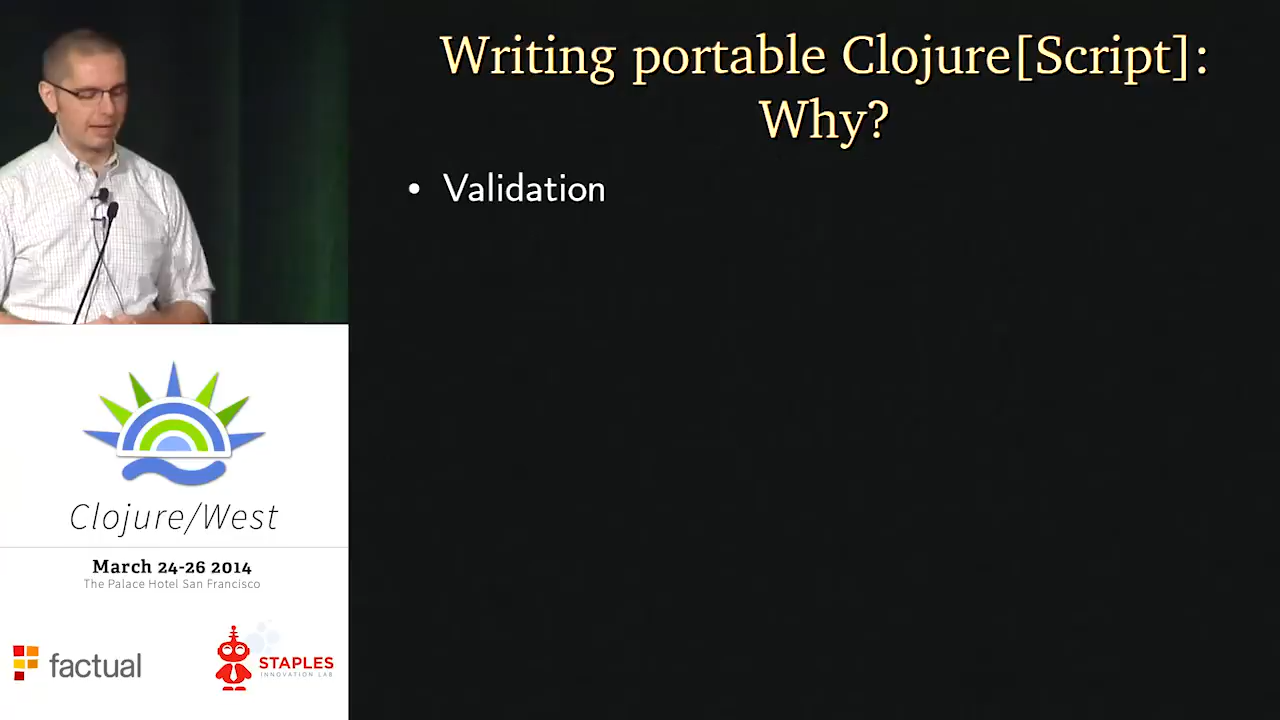 Writing portable Clojure[Script]:
Why?
• Validation
Clojure/West
March 24-26 2014
The Palace Hotel San Francisco
factual
STAPLES
INNOVATION LAB